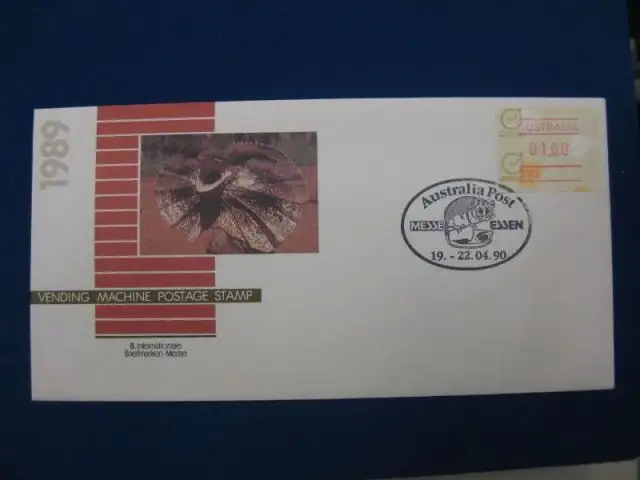 1989
AUSTRALIA
01.00
Australia Post
MESSE ESSEN
19. - 22.04.90
VENDING MACHINE POSTAGE STAMP
8. Internationale
Briefmarken-Messe